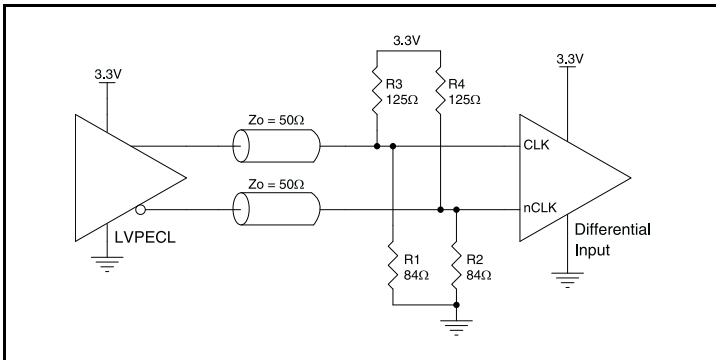 3.3V
3.3V
3.3V
R3
125Ω
R4
125Ω
Zo = 50Ω
CLK
Zo = 50Ω
nCLK
LVPECL
Differential
Input
R1
84Ω
R2
84Ω